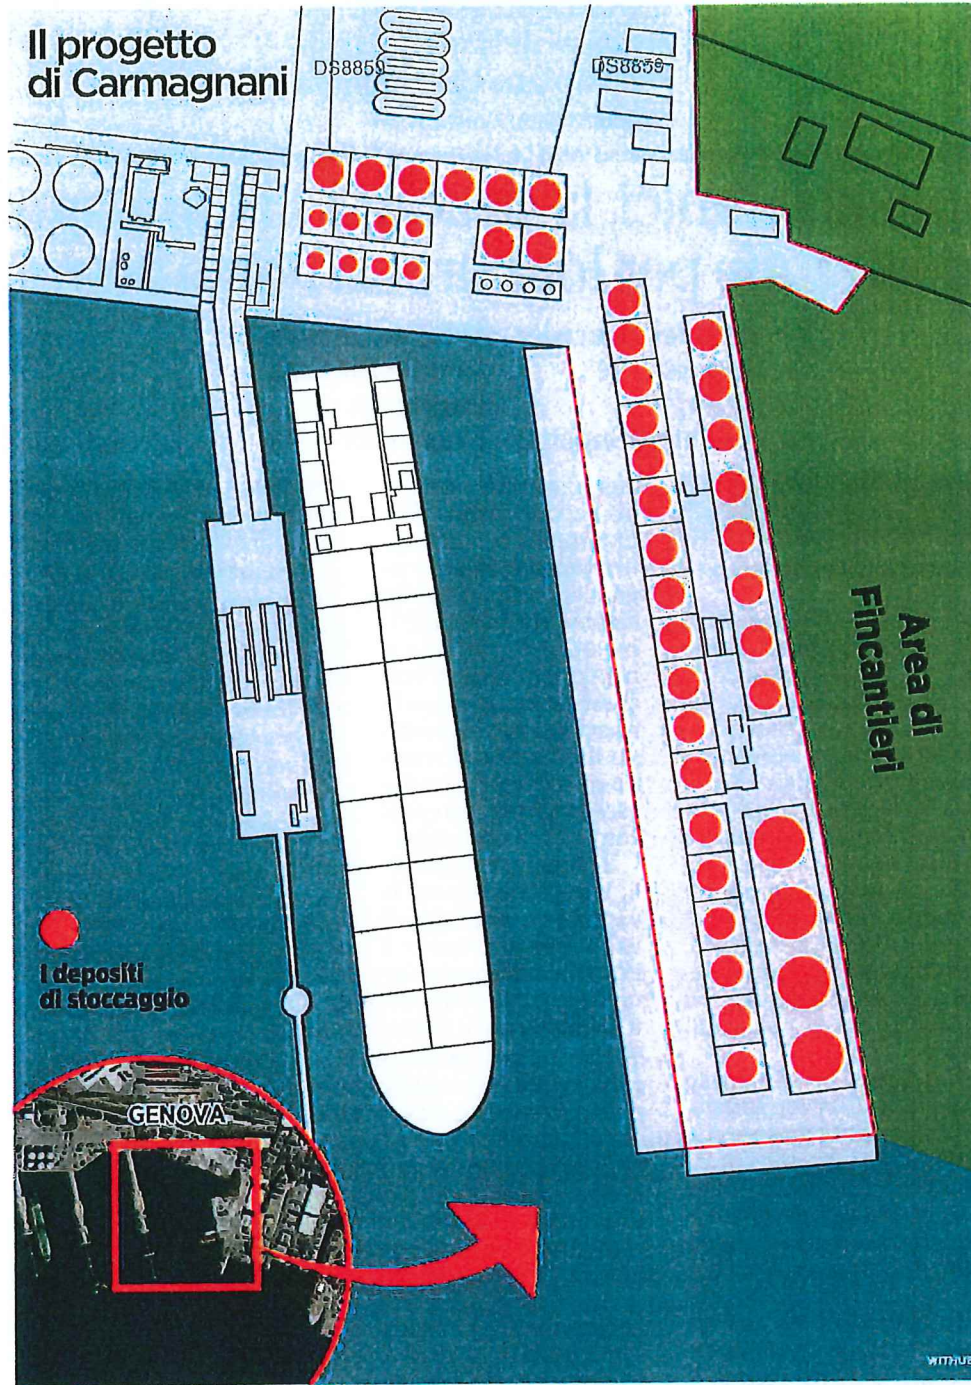 Il progetto
di Carmagnani
DS8859
DS8859
Area di
Fincantieri
I depositi
di stoccaggio
GENOVA